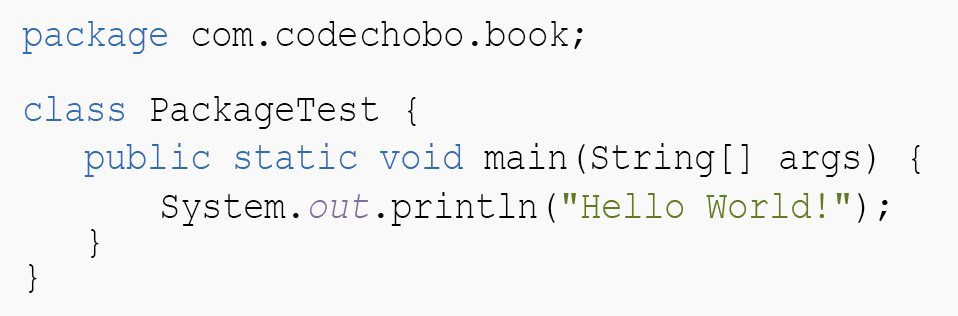 package com.codechobo.book;
class PackageTest {
public static void main(String[] args) {
System.out.println("Hello World!");
}
}